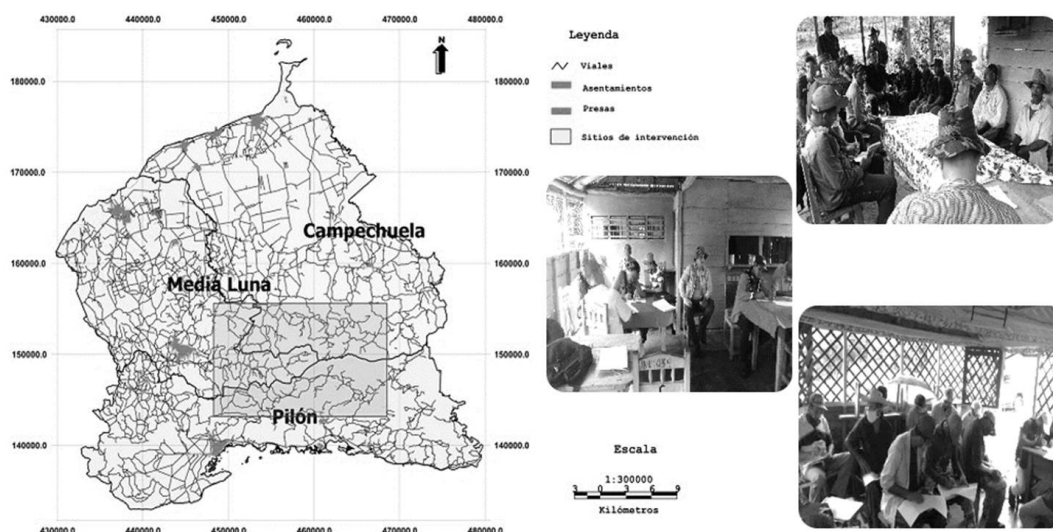 430000.0 440000.0 450000.0 460000.0 470000.0 480000.0
N
180000.0 180000.0
170000.0 170000.0
Campechuela
160000.0 160000.0
Media Luna
150000.0 150000.0
Pilón
140000.0 140000.0
430000.0 440000.0 450000.0 460000.0 470000.0 480000.0
Leyenda
Viales
Asentamientos
Presas
Sitios de intervención
Escala
1:300000
3 0 3 6 9
Kilómetros